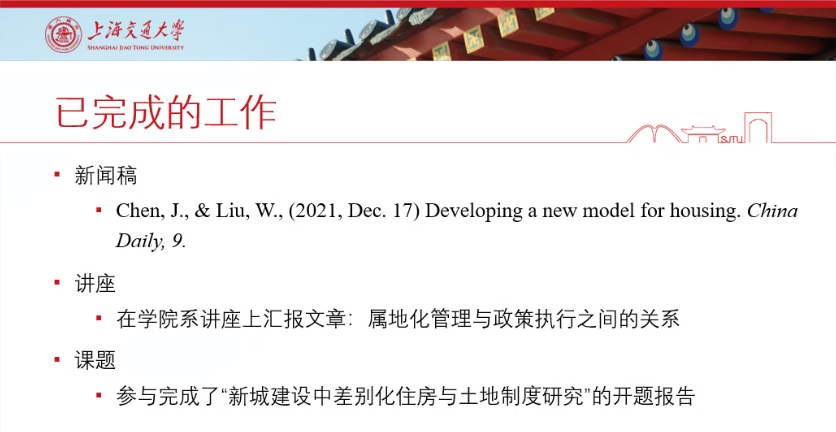 上海交通大学
SHANGHAI JIAO TONG UNIVERSITY
已完成的工作
SJTU
▪ 新闻稿
▪ Chen, J., & Liu, W., (2021, Dec. 17) Developing a new model for housing. China
Daily, 9.
▪ 讲座
▪ 在学院系讲座上汇报文章：属地化管理与政策执行之间的关系
▪ 课题
▪ 参与完成了“新城建设中差别化住房与土地制度研究”的开题报告